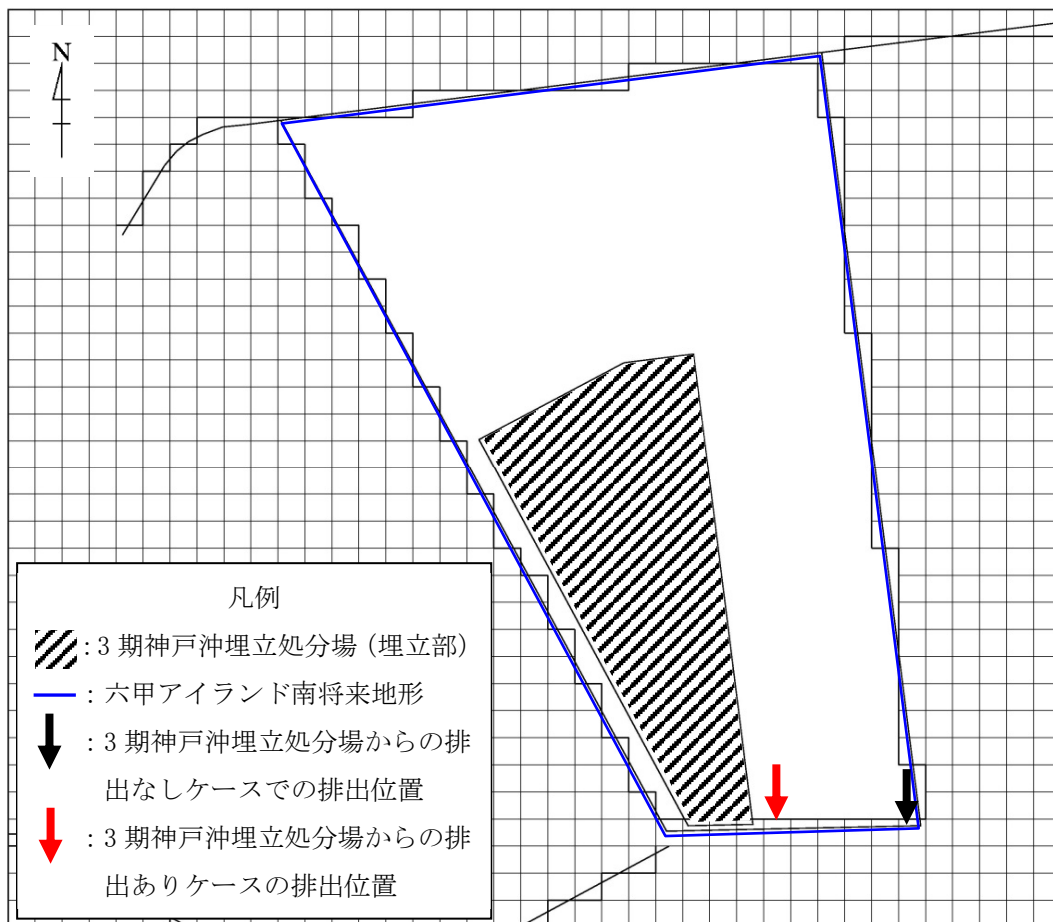 N
凡例
：3 期神戸沖埋立処分場（埋立部）
：六甲アイランド南将来地形
：3 期神戸沖埋立処分場からの排
出なしケースでの排出位置
：3 期神戸沖埋立処分場からの排
出ありケースの排出位置